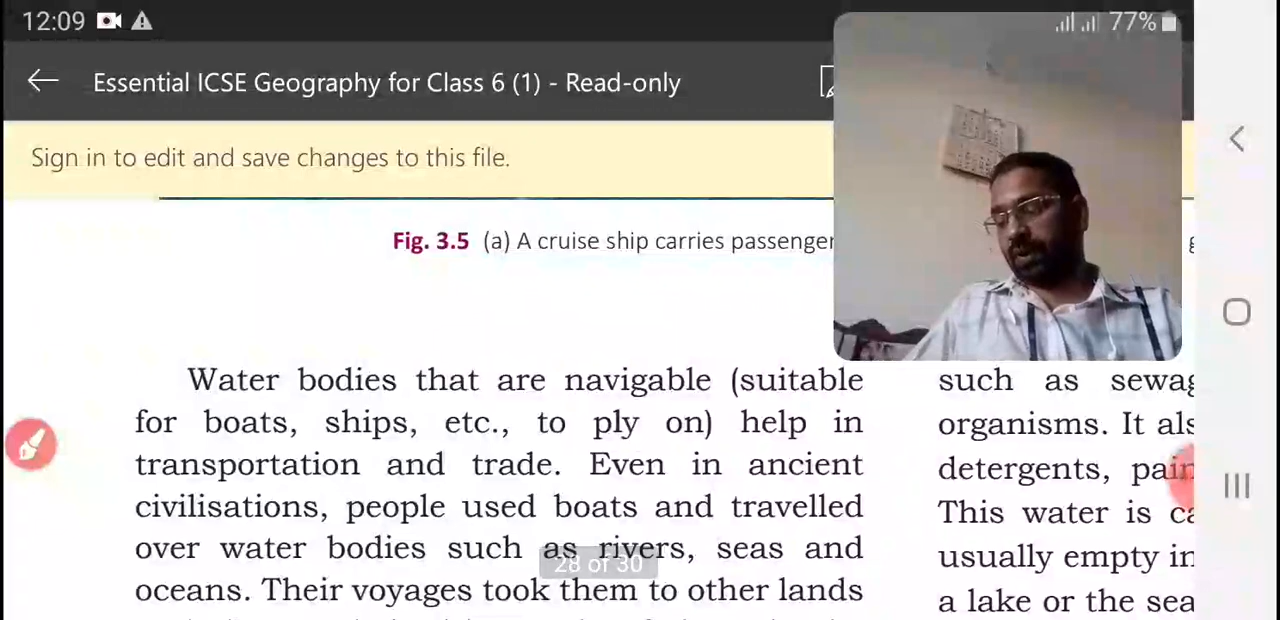 12:09
77%
Essential ICSE Geography for Class 6 (1) - Read-only
Sign in to edit and save changes to this file.
Fig. 3.5 (a) A cruise ship carries passenger
Water bodies that are navigable (suitable
for boats, ships, etc., to ply on) help in
transportation and trade. Even in ancient
civilisations, people used boats and travelled
over water bodies such as rivers, seas and
oceans. Their voyages took them to other lands
28 of 30
such as sewag
organisms. It als
detergents, pain
This water is ca
usually empty in
a lake or the sea